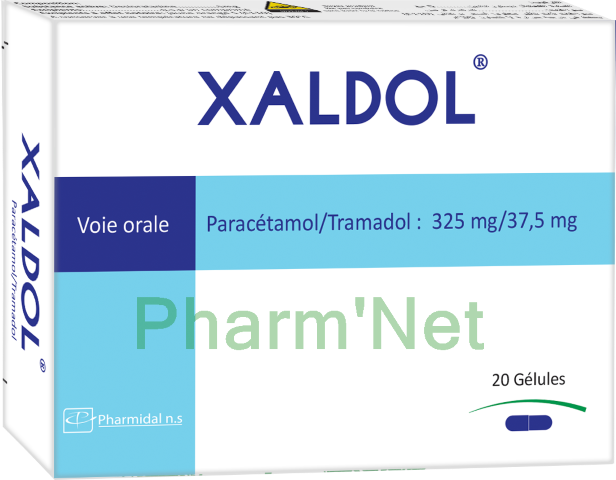 XALDOL®
Voie orale
Paracétamol/Tramadol : 325 mg/37,5 mg
Pharm'Net
20 Gélules
Pharmidal n.s
XALDOL®
Paracétamol/Tramadol